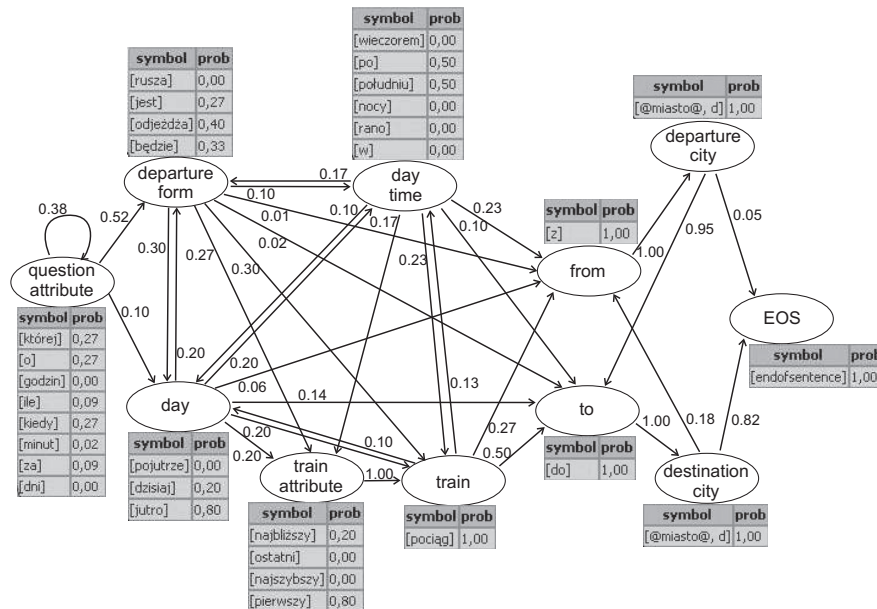 symbol prob
[wieczorem] 0,00
[po] 0,50
[południu] 0,50
[nocy] 0,00
[rano] 0,00
[w] 0,00
symbol prob
[rusza] 0,00
[jest] 0,27
[odjeżdża] 0,40
[będzie] 0,33
symbol prob
[@miasto@, d] 1,00
departure
city
departure
form
day
time
0.17
0.10
0.38
0.52
0.01
0.10
0.17
0.23
0.10
symbol prob
[z] 1,00
0.95
0.05
question
attribute
0.30
0.27
0.02
0.30
0.23
from
1.00
0.10
EOS
symbol prob
[endofsentence] 1,00
symbol prob
[której] 0,27
[o] 0,27
[godzin] 0,00
[ile] 0,09
[kiedy] 0,27
[minut] 0,02
[za] 0,09
[dni] 0,00
0.20
0.20
0.06
0.14
0.13
day
to
0.27
1.00
0.18
0.82
0.20
0.20
0.10
0.50
symbol prob
[pojutrze] 0,00
[dzisiaj] 0,20
[jutro] 0,80
train
attribute
1.00
train
symbol prob
[do] 1,00
destination
city
symbol prob
[najbliższy] 0,20
[ostatni] 0,00
[najszybszy] 0,00
[pierwszy] 0,80
symbol prob
[pociąg] 1,00
symbol prob
[@miasto@, d] 1,00